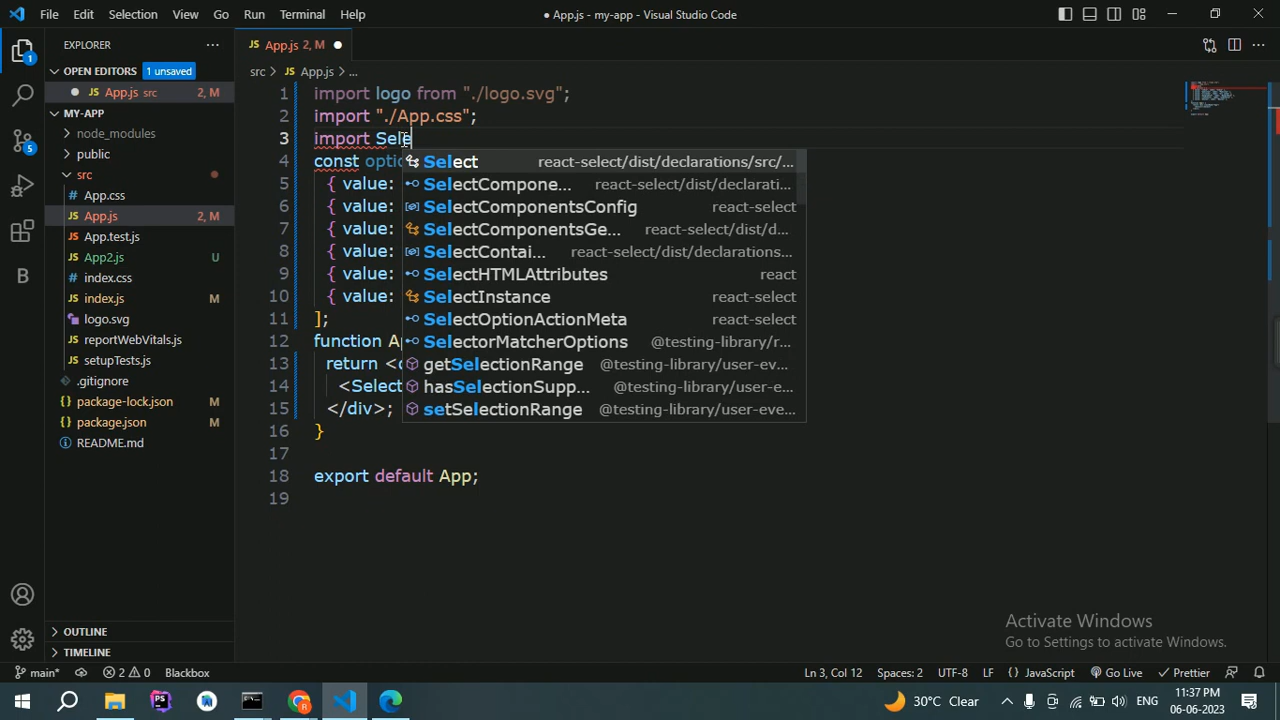 File Edit Selection View Go Run Terminal Help
● App.js - my-app - Visual Studio Code
EXPLORER
OPEN EDITORS 1 unsaved
JS App.js src 2, M
MY-APP
node_modules
public
src
# App.css
JS App.js 2, M
JS App.test.js
JS App2.js U
# index.css
JS index.js M
logo.svg
JS reportWebVitals.js
JS setupTests.js
.gitignore
{} package-lock.json M
{} package.json M
README.md
OUTLINE
TIMELINE
JS App.js 2, M
src > JS App.js > ...
1 import logo from "./logo.svg";
2 import "./App.css";
3 import Sele
4 const optio
5 { value:
6 { value:
7 { value:
8 { value:
9 { value:
10 { value:
11 ];
12 function A
13 return <
14 <Select
15 </div>;
16 }
17
18 export default App;
19
Select react-select/dist/declarations/src/...
SelectCompone... react-select/dist/declarati...
SelectComponentsConfig react-select
SelectComponentsGe... react-select/dist/d...
SelectContai... react-select/dist/declarations...
SelectHTMLAttributes react
SelectInstance react-select
SelectOptionActionMeta react-select
SelectorMatcherOptions @testing-library/r...
getSelectionRange @testing-library/user-ev...
hasSelectionSupp... @testing-library/user-e...
setSelectionRange @testing-library/user-eve...
Activate Windows
Go to Settings to activate Windows.
main* 2 0 Blackbox
Ln 3, Col 12 Spaces: 2 UTF-8 LF {} JavaScript Go Live Prettier
30°C Clear
ENG
11:37 PM
06-06-2023